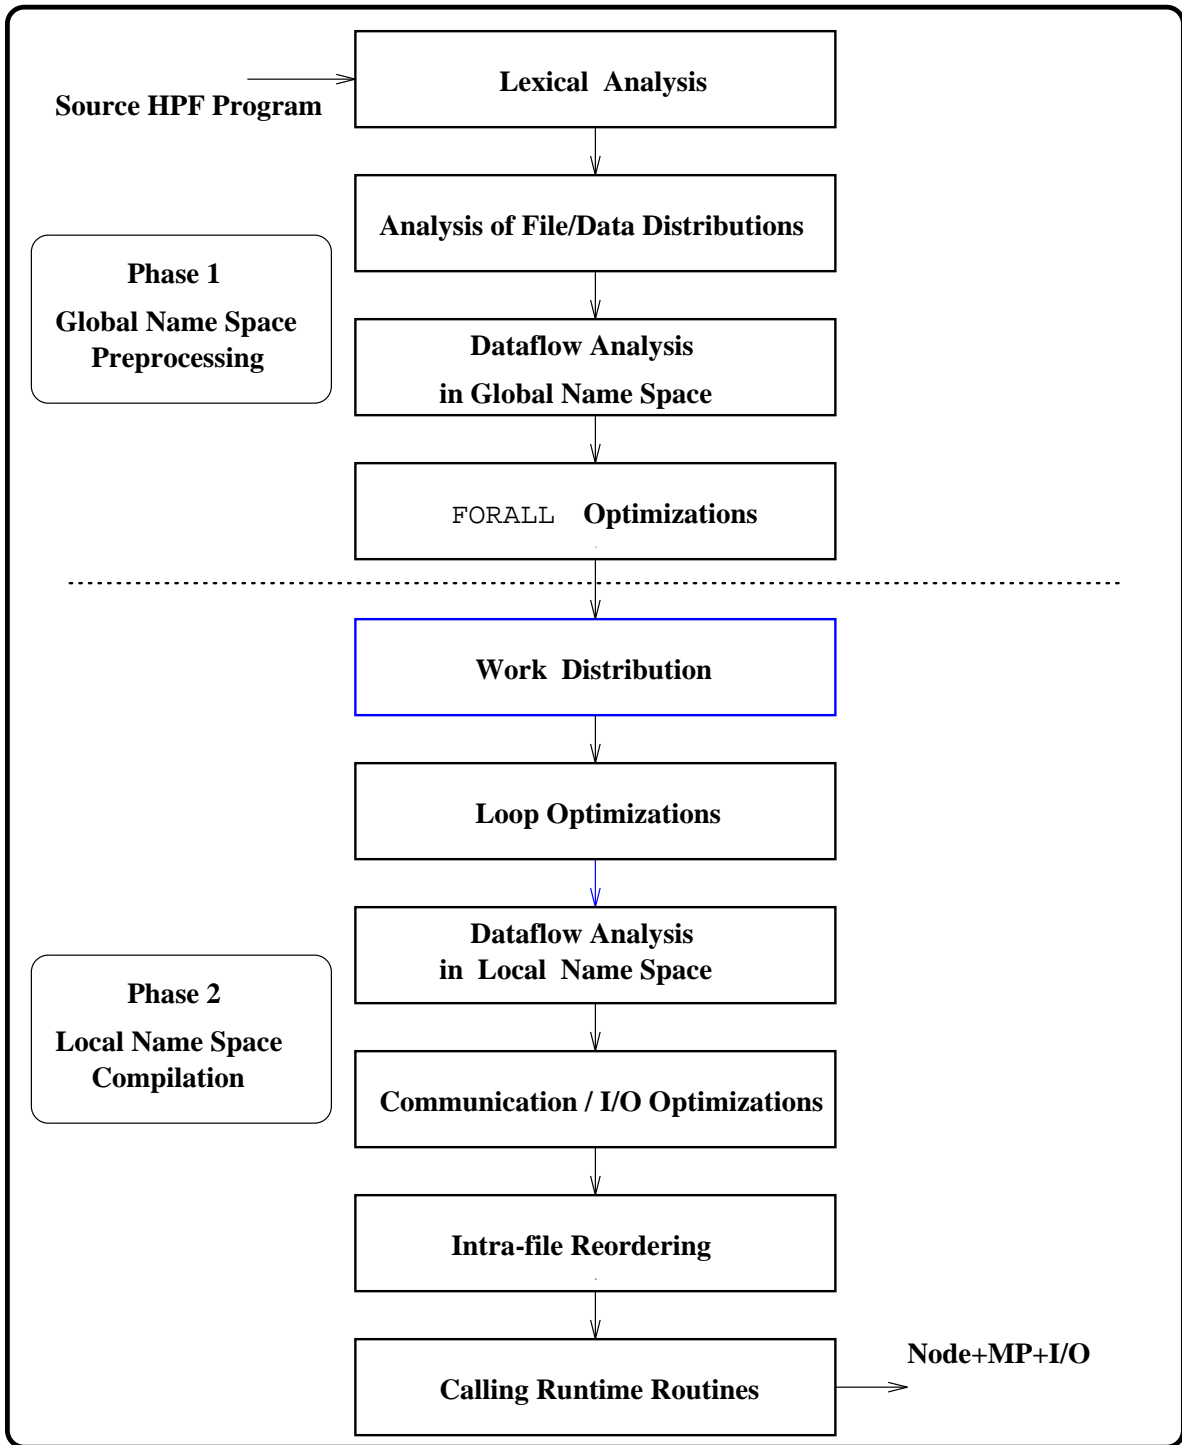 Lexical Analysis
Source HPF Program
Analysis of File/Data Distributions
Phase 1
Global Name Space
Preprocessing
Dataflow Analysis
in Global Name Space
FORALL Optimizations
Work Distribution
Loop Optimizations
Dataflow Analysis
in Local Name Space
Phase 2
Local Name Space
Compilation
Communication / I/O Optimizations
Intra-file Reordering
Node+MP+I/O
Calling Runtime Routines